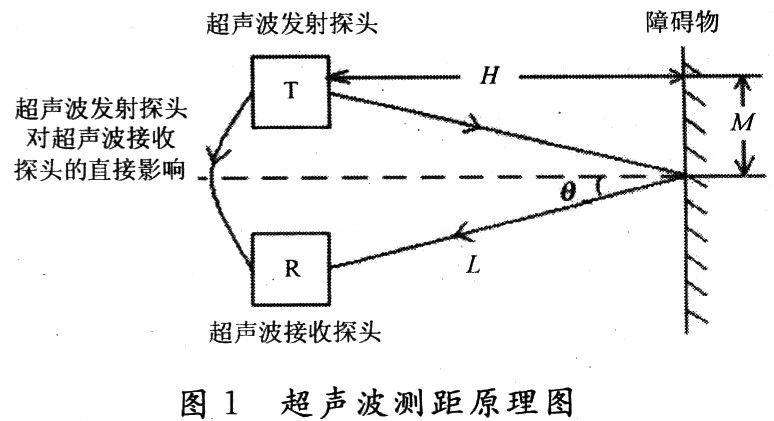 超声波发射探头
障碍物
T
H
超声波发射探头
对超声波接收
探头的直接影响
M
θ
R
L
超声波接收探头
图 1 超声波测距原理图